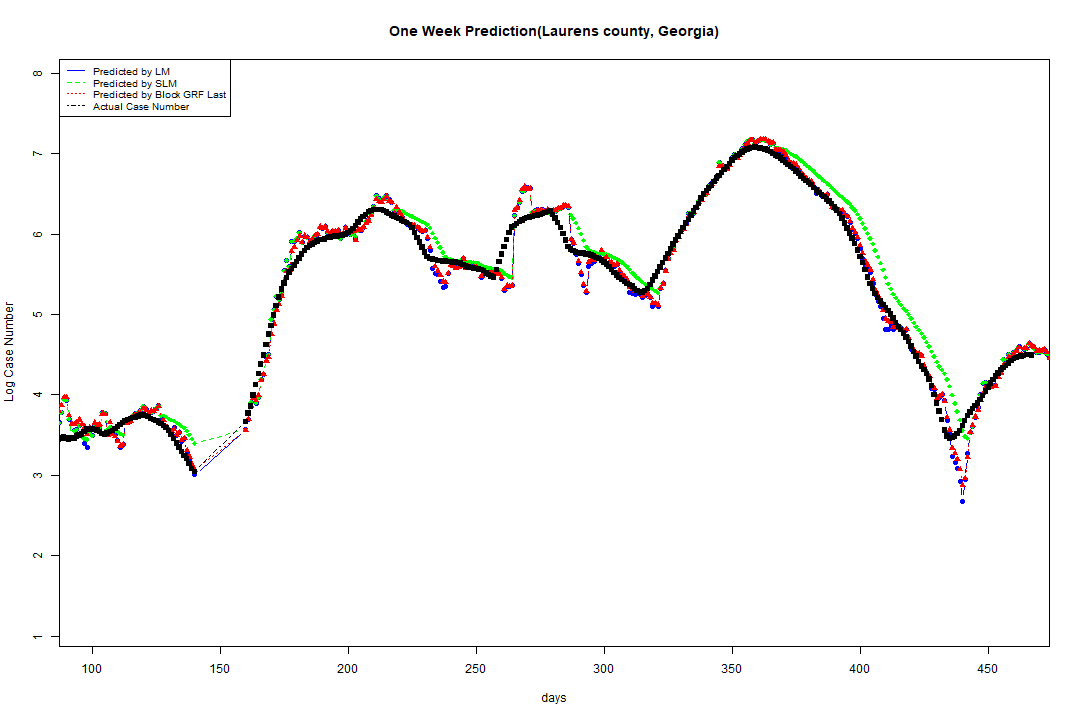 One Week Prediction(Laurens county, Georgia)
Predicted by LM
Predicted by SLM
Predicted by Block GRF Last
Actual Case Number
8
7
6
5
4
3
2
1
Log Case Number
100 150 200 250 300 350 400 450
days